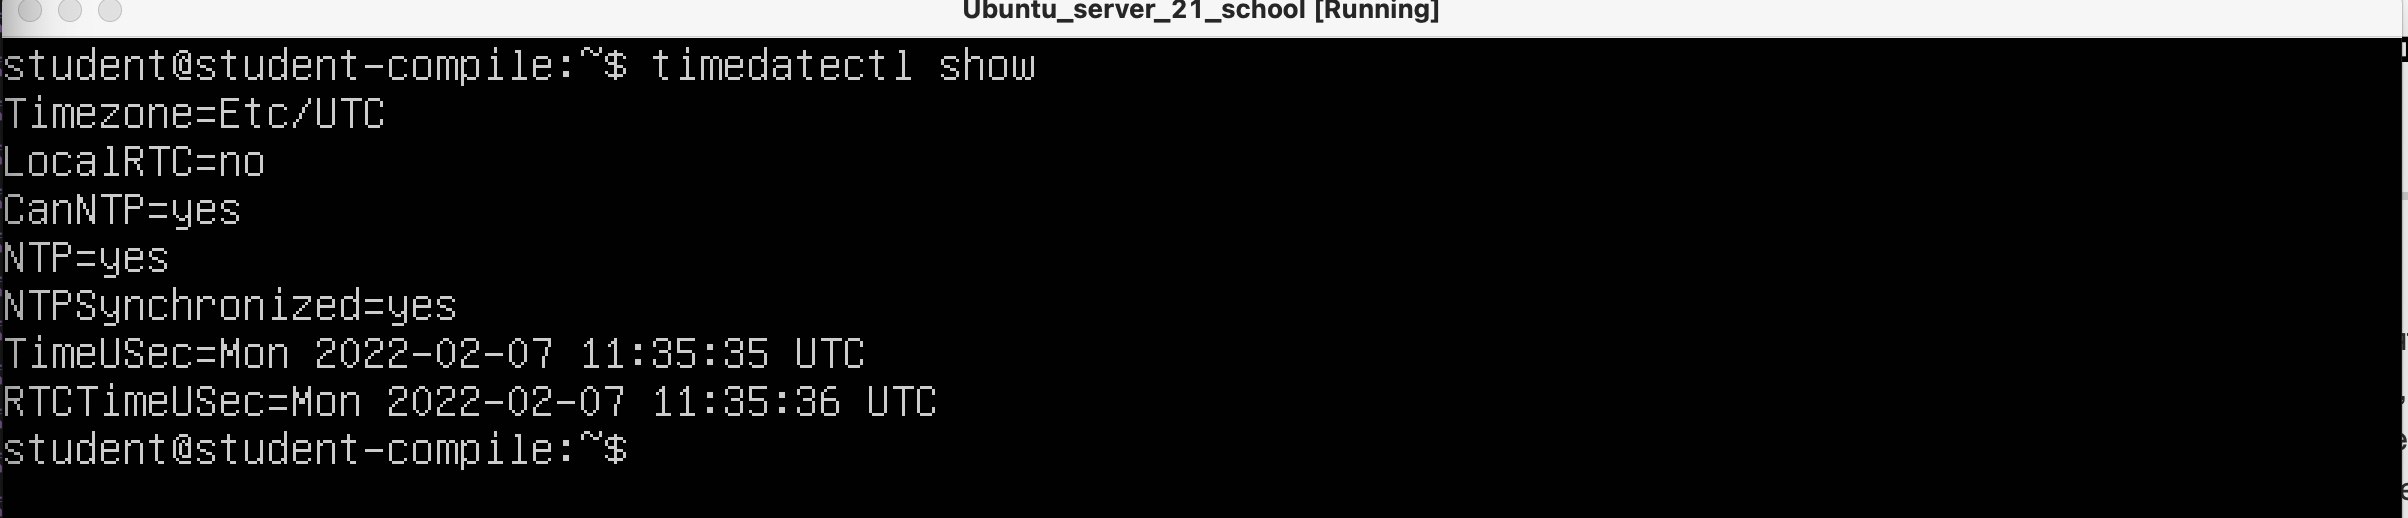 Ubuntu_server_21_school [Running]
student@student-compile:~$ timedatectl show
Timezone=Etc/UTC
LocalRTC=no
CanNTP=yes
NTP=yes
NTPSynchronized=yes
TimeUSec=Mon 2022-02-07 11:35:35 UTC
RTCTimeUSec=Mon 2022-02-07 11:35:36 UTC
student@student-compile:~$